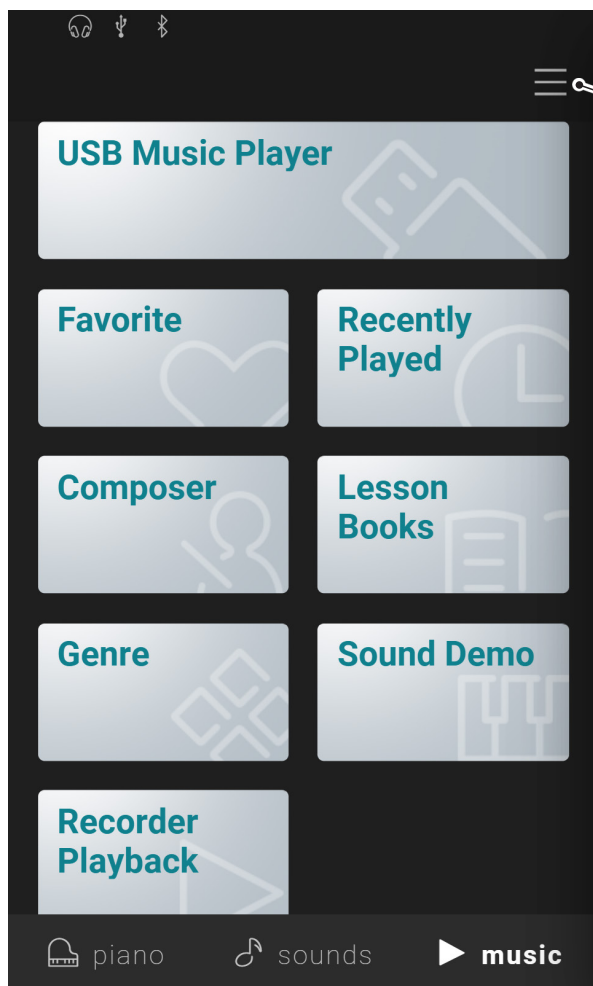 USB Music Player
Favorite
Recently
Played
Composer
Lesson
Books
Genre
Sound Demo
Recorder
Playback
piano
sounds
music